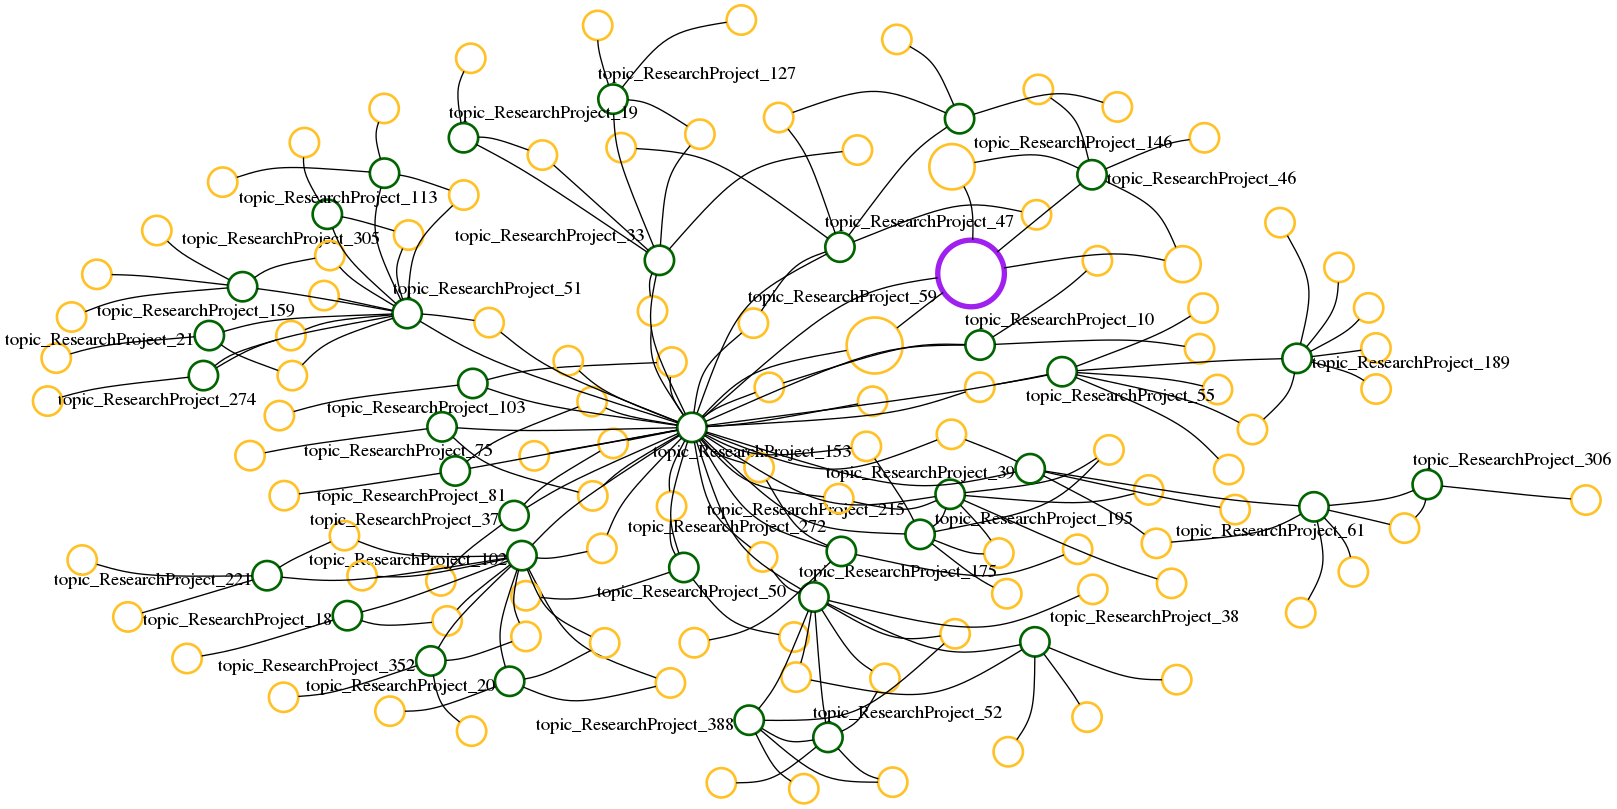 topic_ResearchProject_127
topic_ResearchProject_19
topic_ResearchProject_146
topic_ResearchProject_46
topic_ResearchProject_113
topic_ResearchProject_47
topic_ResearchProject_33
topic_ResearchProject_305
topic_ResearchProject_51
topic_ResearchProject_59
topic_ResearchProject_159
topic_ResearchProject_10
topic_ResearchProject_21
topic_ResearchProject_189
topic_ResearchProject_55
topic_ResearchProject_274
topic_ResearchProject_103
topic_ResearchProject_75
topic_ResearchProject_153
topic_ResearchProject_306
topic_ResearchProject_39
topic_ResearchProject_81
topic_ResearchProject_215
topic_ResearchProject_37
topic_ResearchProject_195
topic_ResearchProject_272
topic_ResearchProject_61
topic_ResearchProject_102
topic_ResearchProject_175
topic_ResearchProject_221
topic_ResearchProject_50
topic_ResearchProject_38
topic_ResearchProject_18
topic_ResearchProject_352
topic_ResearchProject_20
topic_ResearchProject_52
topic_ResearchProject_388